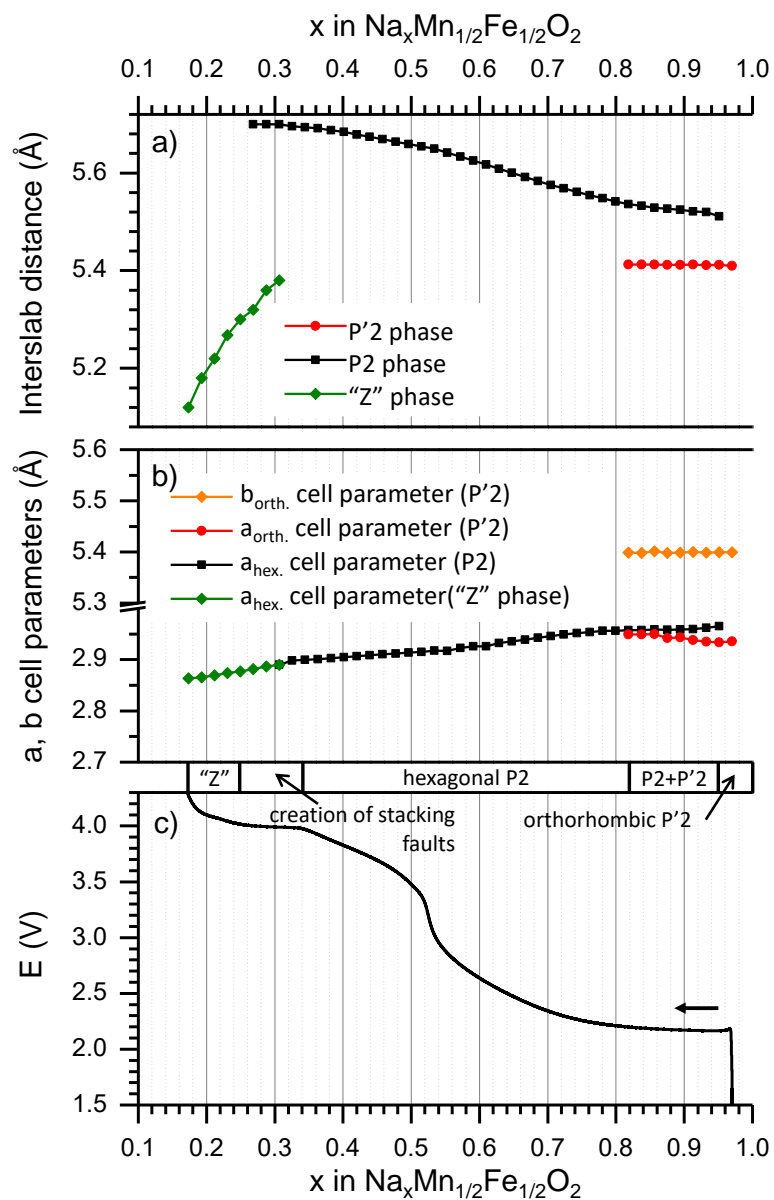 x in NaₓMn₁/₂Fe₁/₂O₂
0.1 0.2 0.3 0.4 0.5 0.6 0.7 0.8 0.9 1.0
a)
Interslab distance (Å)
5.6
5.4
5.2
P'2 phase
P2 phase
“Z” phase
b)
a, b cell parameters (Å)
5.6
5.5
5.4
5.3
2.9
2.8
2.7
b orth. cell parameter (P'2)
a orth. cell parameter (P'2)
a hex. cell parameter (P2)
a hex. cell parameter(“Z” phase)
“Z” hexagonal P2 P2+P'2
c)
creation of stacking
faults
orthorhombic P'2
E (V)
4.0
3.5
3.0
2.5
2.0
1.5
0.1 0.2 0.3 0.4 0.5 0.6 0.7 0.8 0.9 1.0
x in NaₓMn₁/₂Fe₁/₂O₂